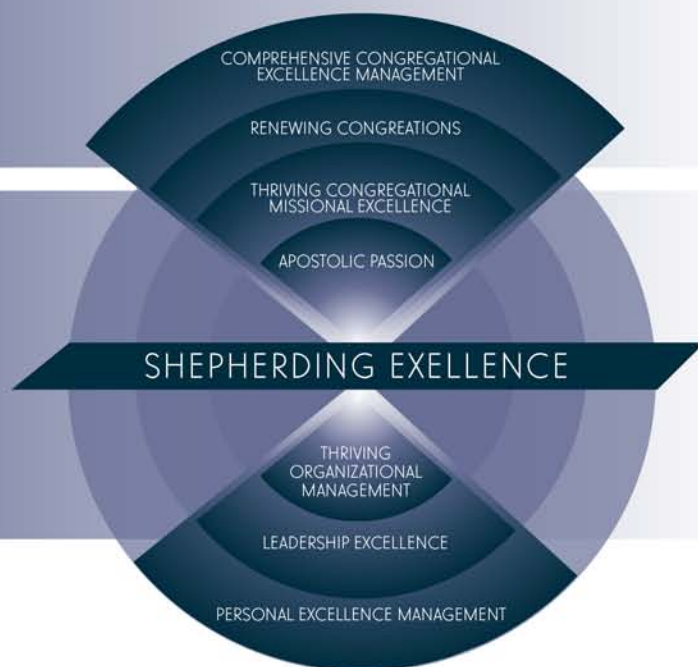 COMPREHENSIVE CONGREGATIONAL
EXCELLENCE MANAGEMENT
RENEWING CONGREATIONS
THRIVING CONGREGATIONAL
MISSIONAL EXCELLENCE
APOSTOLIC PASSION
SHEPHERDING EXELLENCE
THRIVING
ORGANIZATIONAL
MANAGEMENT
LEADERSHIP EXCELLENCE
PERSONAL EXCELLENCE MANAGEMENT